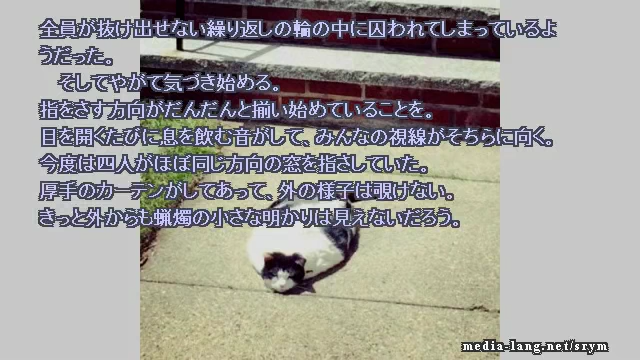 全員が抜け出せない繰り返しの輪の中に囚われてしまっているよ
うだった。
そしてやがて気づき始める。
指をさす方向がだんだんと揃い始めていることを。
目を開くたびに息を飲む音がして、みんなの視線がそちらに向く。
今度は四人がほぼ同じ方向の窓を指さしていた。
厚手のカーテンがしてあって、外の様子は覗けない。
きっと外からも蝋燭の小さな明かりは見えないだろう。
media-lang.net/srym